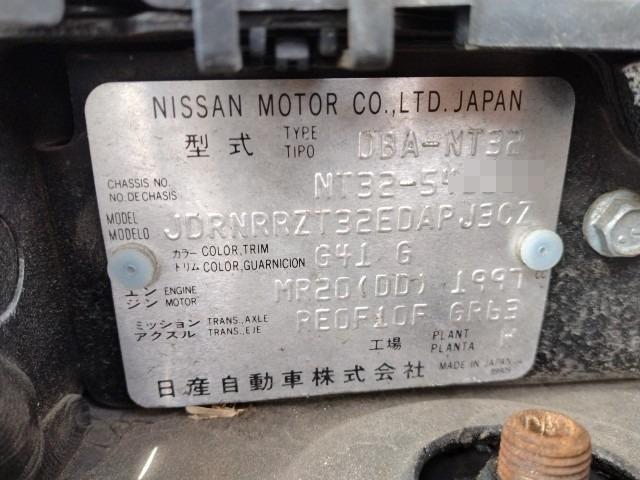 NISSAN MOTOR CO., LTD. JAPAN
型式 TYPE TIPO DBA-NT32
CHASSIS NO. NO. DE CHASIS NT32-54
MODEL MODELO JDRNRRZT32EDAPJ3CZ
カラー COLOR, TRIM トリム COLOR, GUARNICION G41 G
エンジン ENGINE MOTOR MR20(DD) 1997 cc
ミッション TRANS., AXLE アクスル TRANS., EJE RE0F10F GR63
工場 PLANT PLANTA
MADE IN JAPAN
日産自動車株式会社